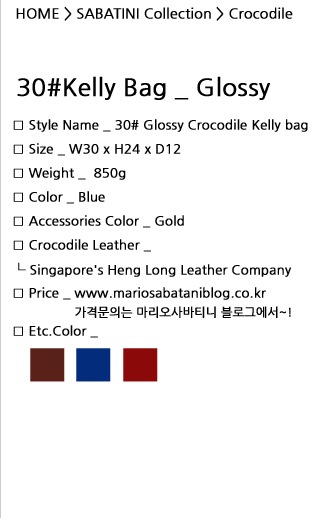 HOME > SABATINI Collection > Crocodile
30#Kelly Bag _ Glossy
□ Style Name _ 30# Glossy Crocodile Kelly bag
□ Size _ W30 x H24 x D12
□ Weight _ 850g
□ Color _ Blue
□ Accessories Color _ Gold
□ Crocodile Leather _
└ Singapore's Heng Long Leather Company
□ Price _ www.mariosabataniblog.co.kr
가격문의는 마리오사바티니 블로그에서~!
□ Etc.Color _